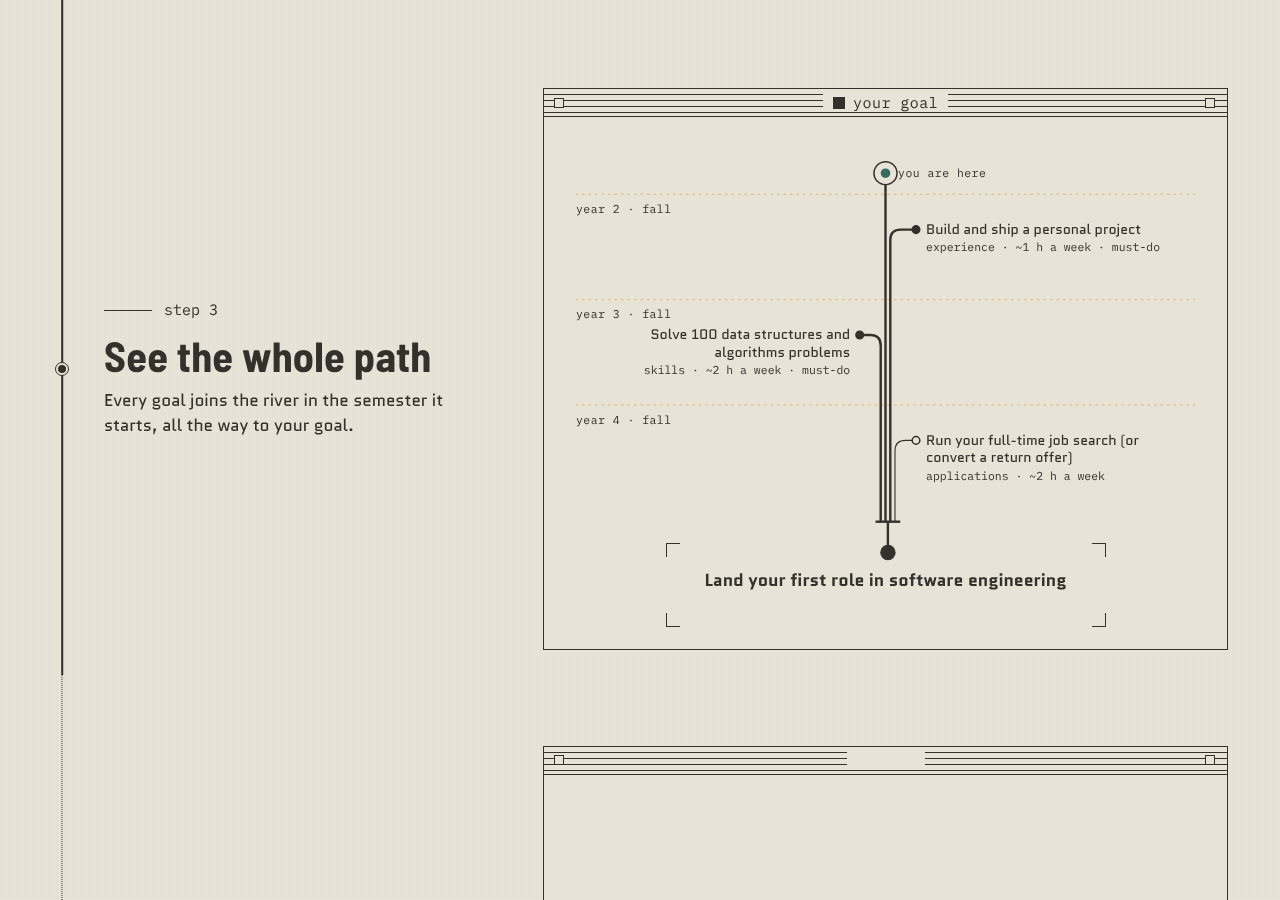 step 3
See the whole path
Every goal joins the river in the semester it
starts, all the way to your goal.
your goal
you are here
year 2 · fall
Build and ship a personal project
experience · ~1 h a week · must-do
year 3 · fall
Solve 100 data structures and
algorithms problems
skills · ~2 h a week · must-do
year 4 · fall
Run your full-time job search (or
convert a return offer)
applications · ~2 h a week
Land your first role in software engineering